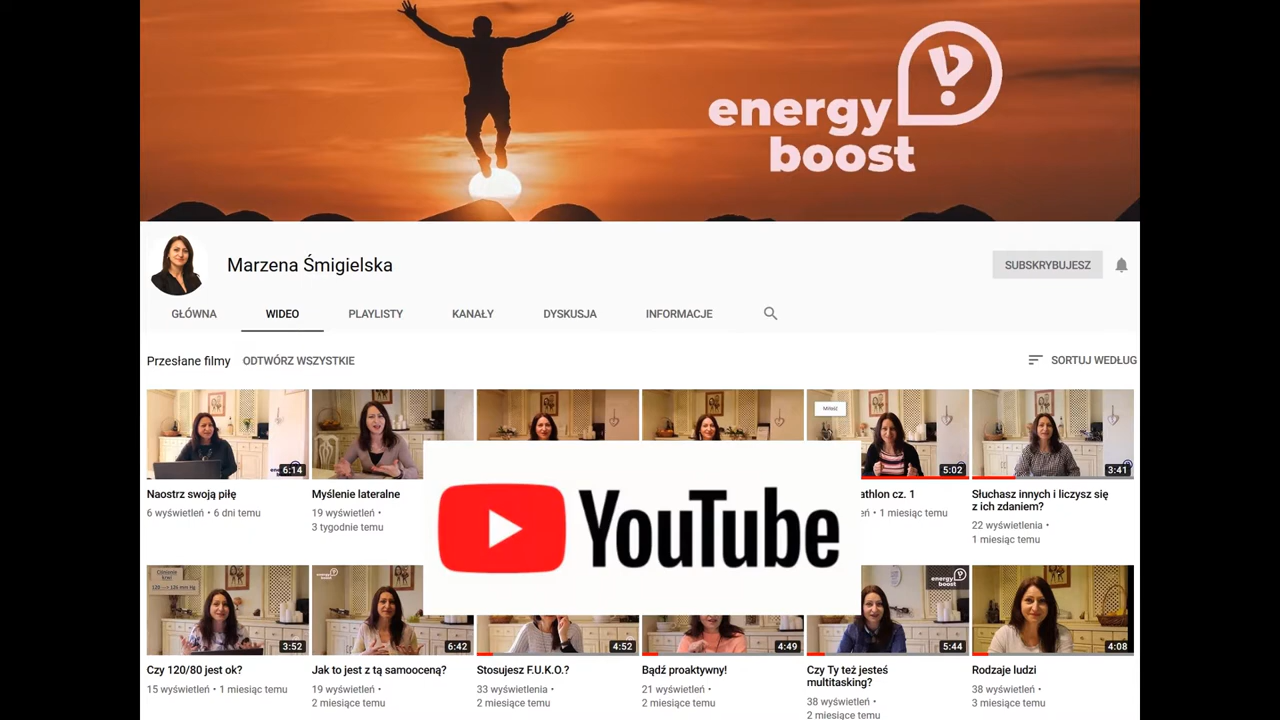 energy
boost
Marzena Śmigielska
SUBSKRYBUJESZ
GŁÓWNA WIDEO PLAYLISTY KANAŁY DYSKUSJA INFORMACJE
Przesłane filmy ODTWÓRZ WSZYSTKIE SORTUJ WEDŁUG
Miłość
6:14
5:02
3:41
Naostrz swoją piłę
6 wyświetleń • 6 dni temu
Myślenie lateralne
19 wyświetleń •
3 tygodnie temu
athlon cz. 1
• 1 miesiąc temu
Słuchasz innych i liczysz się
z ich zdaniem?
22 wyświetlenia •
1 miesiąc temu
YouTube
Ciśnienie
krwi
energy
boost
3:52
6:42
4:52
4:49
5:44
4:08
Czy 120/80 jest ok?
15 wyświetleń • 1 miesiąc temu
Jak to jest z tą samooceną?
19 wyświetleń •
2 miesiące temu
Stosujesz F.U.K.O.?
33 wyświetlenia •
2 miesiące temu
Bądź proaktywny!
21 wyświetleń •
2 miesiące temu
Czy Ty też jesteś
multitasking?
38 wyświetleń •
2 miesiące temu
Rodzaje ludzi
38 wyświetleń •
3 miesiące temu